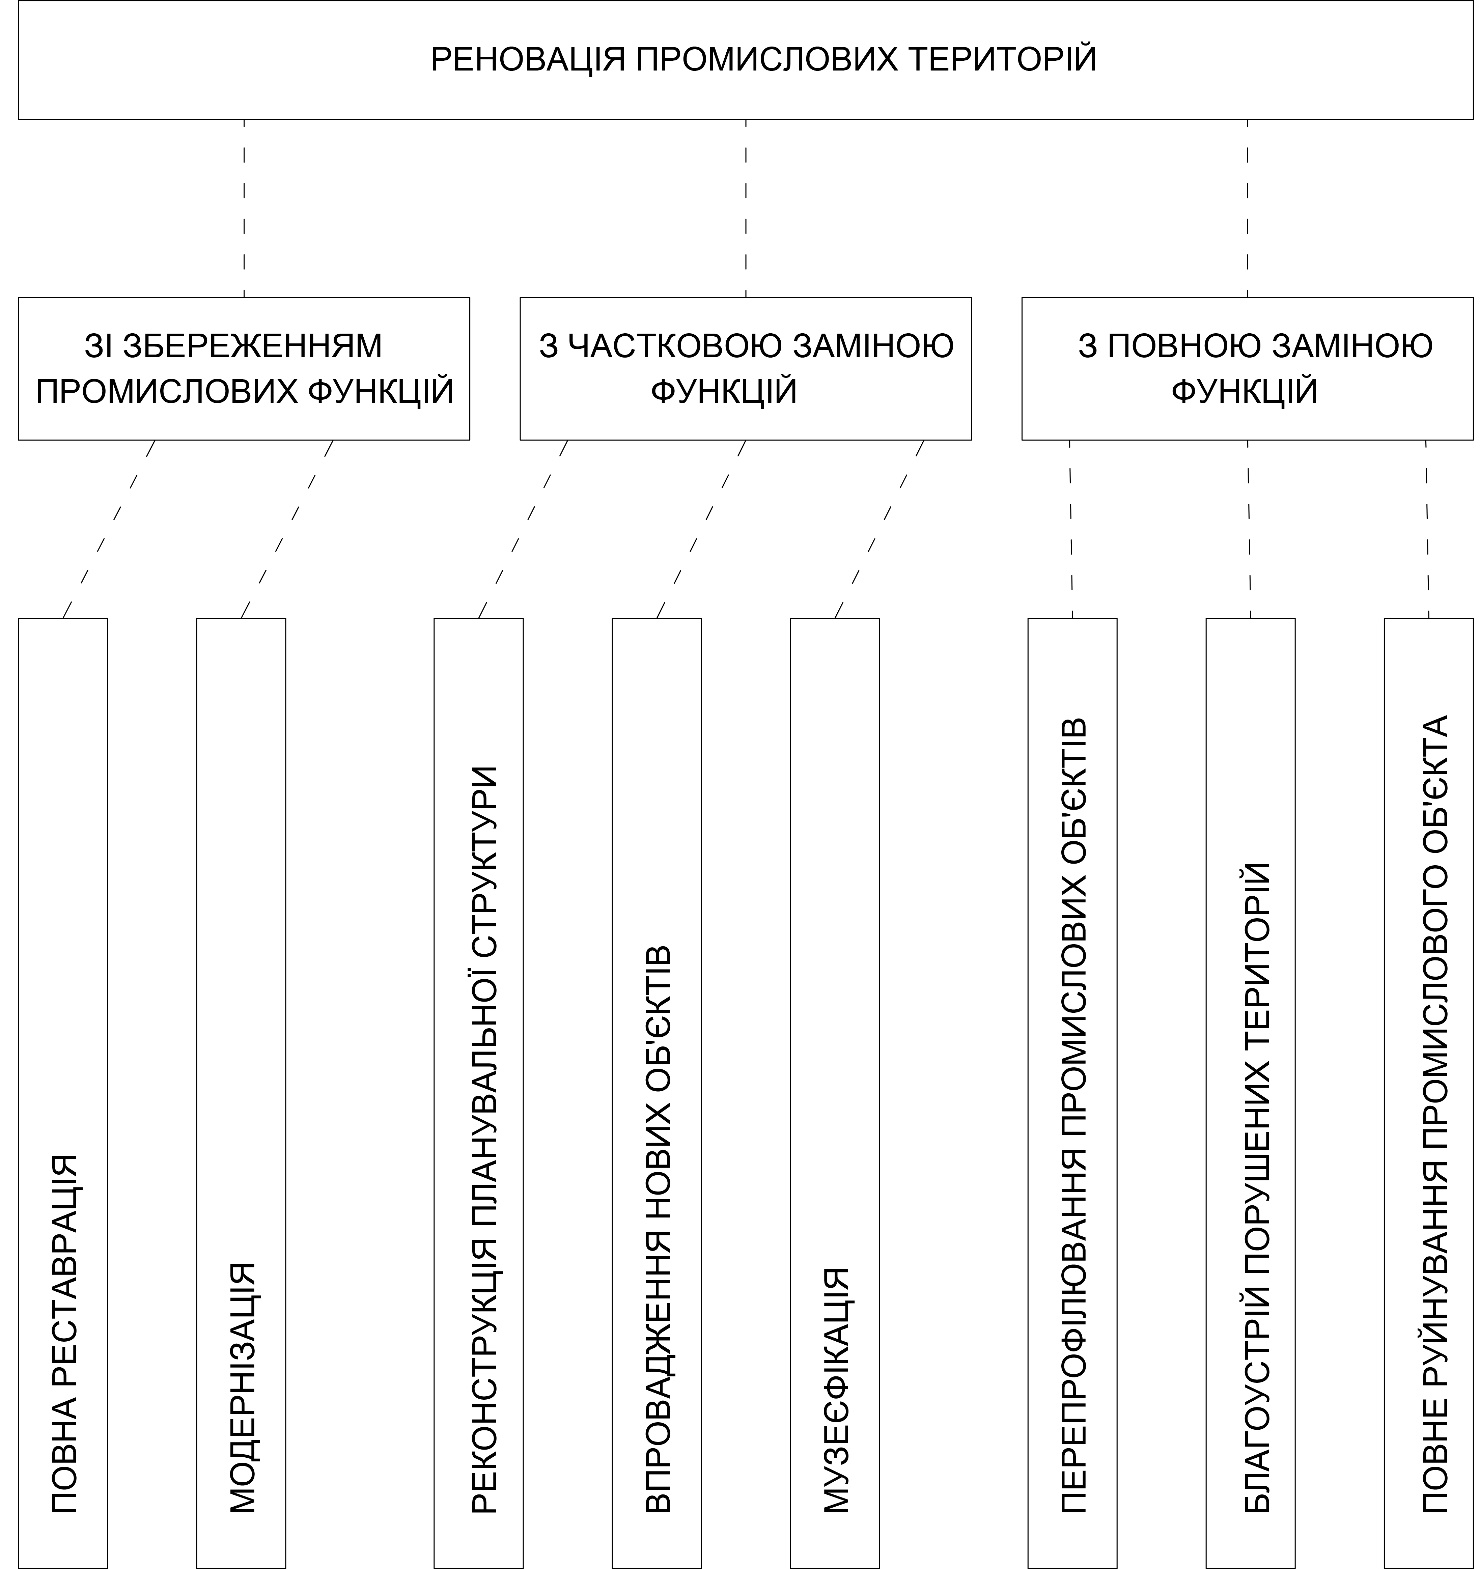 РЕНОВАЦІЯ ПРОМИСЛОВИХ ТЕРИТОРІЙ
ЗІ ЗБЕРЕЖЕННЯМ
ПРОМИСЛОВИХ ФУНКЦІЙ
З ЧАСТКОВОЮ ЗАМІНОЮ
ФУНКЦІЙ
З ПОВНОЮ ЗАМІНОЮ
ФУНКЦІЙ
ПОВНА РЕСТАВРАЦІЯ
МОДЕРНІЗАЦІЯ
РЕКОНСТРУКЦІЯ ПЛАНУВАЛЬНОЇ СТРУКТУРИ
ВПРОВАДЖЕННЯ НОВИХ ОБ'ЄКТІВ
МУЗЕЄФІКАЦІЯ
ПЕРЕПРОФІЛЮВАННЯ ПРОМИСЛОВИХ ОБ'ЄКТІВ
БЛАГОУСТРІЙ ПОРУШЕНИХ ТЕРИТОРІЙ
ПОВНЕ РУЙНУВАННЯ ПРОМИСЛОВОГО ОБ'ЄКТА